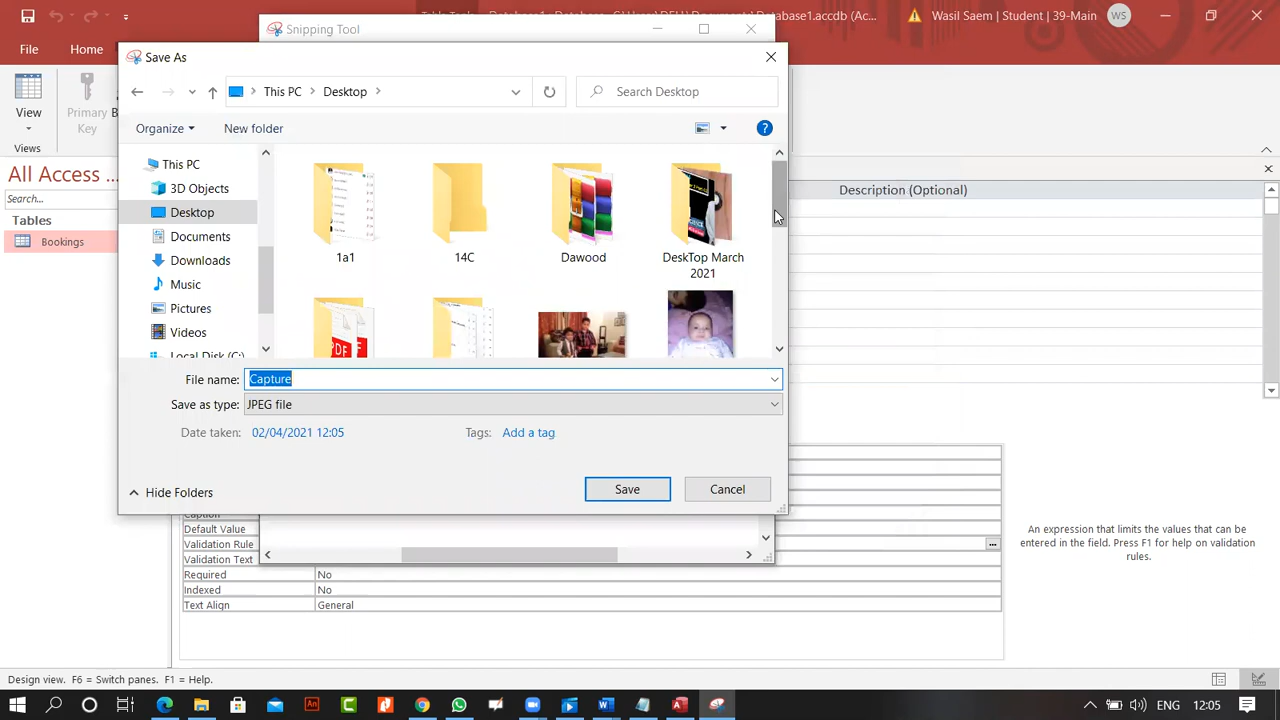 Wasil Saem | Student | 39-Main
WS
Snipping Tool
File
Home
Save As
This PC
Desktop
Search Desktop
View
Primary
Key
Views
Organize
New folder
All Access ...
Search...
Tables
Bookings
This PC
3D Objects
Desktop
Documents
Downloads
Music
Pictures
Videos
1a1
14C
Dawood
DeskTop March
2021
Description (Optional)
File name:
Capture
Save as type:
JPEG file
Date taken:
02/04/2021 12:05
Tags:
Add a tag
Hide Folders
Save
Cancel
Default Value
Validation Rule
Validation Text
Required
No
Indexed
No
Text Align
General
An expression that limits the values that can be
entered in the field. Press F1 for help on validation
rules.
Design view. F6 = Switch panes. F1 = Help.
ENG
12:05